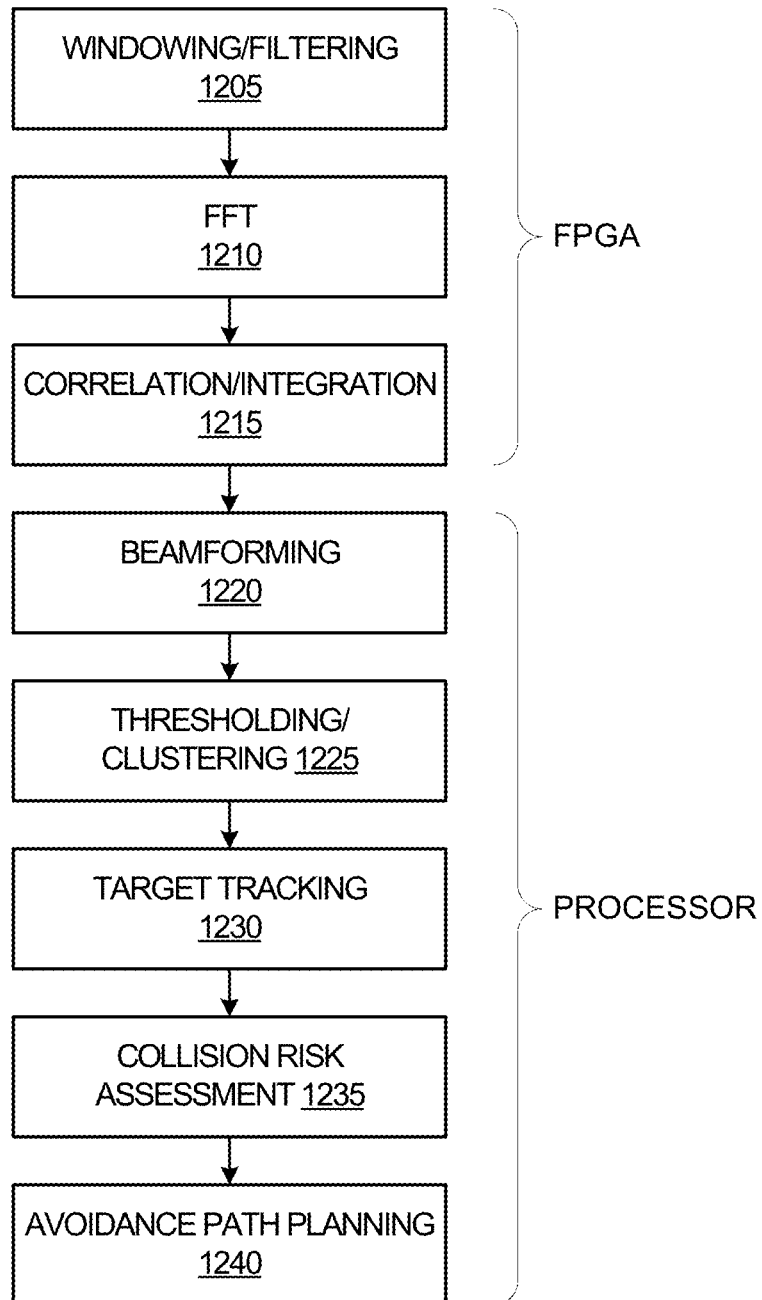 WINDOWING/FILTERING
1205
FFT
1210
FPGA
CORRELATION/INTEGRATION
1215
BEAMFORMING
1220
THRESHOLDING/
CLUSTERING 1225
TARGET TRACKING
1230
PROCESSOR
COLLISION RISK
ASSESSMENT 1235
AVOIDANCE PATH PLANNING
1240